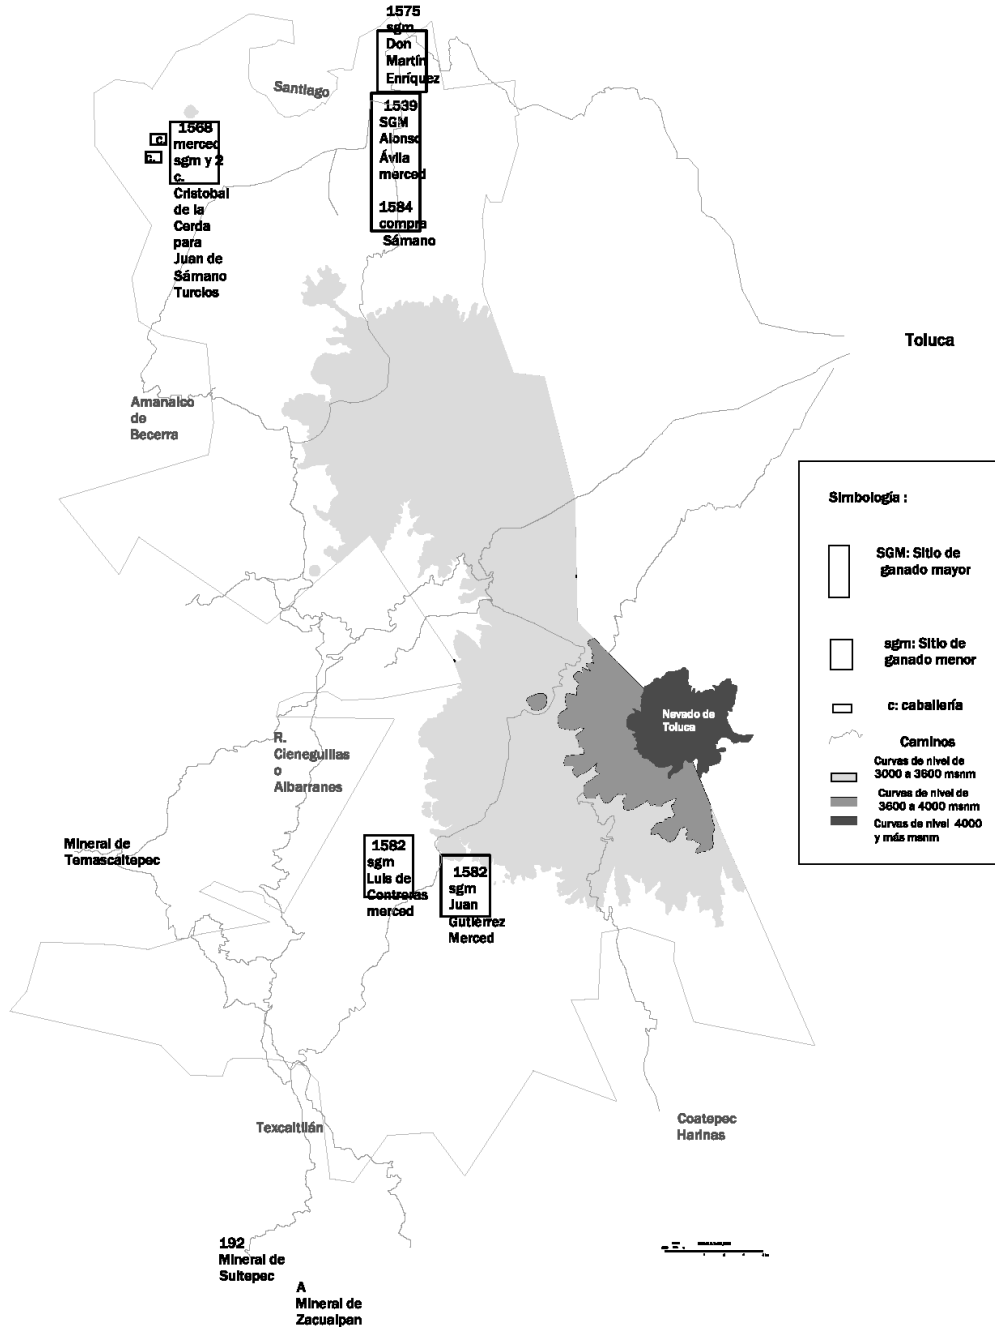 1575
sgm
Don
Martín
Enríquez
Santiago
1539
SGM
Alonso
Ávila
merced
1584
compra
Sámano
c.
c.
1568
merced
sgm y 2
c.
Cristobal
de la
Cerda
para
Juan de
Sámano
Turcios
Toluca
Amanalco
de
Becerra
Simbología :
SGM: Sitio de
ganado mayor
sgm: Sitio de
ganado menor
c: caballería
Caminos
Curvas de nivel de
3000 a 3600 msnm
Curvas de nivel de
3600 a 4000 msnm
Curvas de nivel 4000
y más msnm
Nevado de
Toluca
R.
Cieneguillas
o
Albarranes
Mineral de
Temascaltepec
1582
sgm
Luis de
Contreras
merced
1582
sgm
Juan
Gutiérrez
Merced
Texcaltitlán
Coatepec
Harinas
192
Mineral de
Sultepec
A
Mineral de
Zacualpan